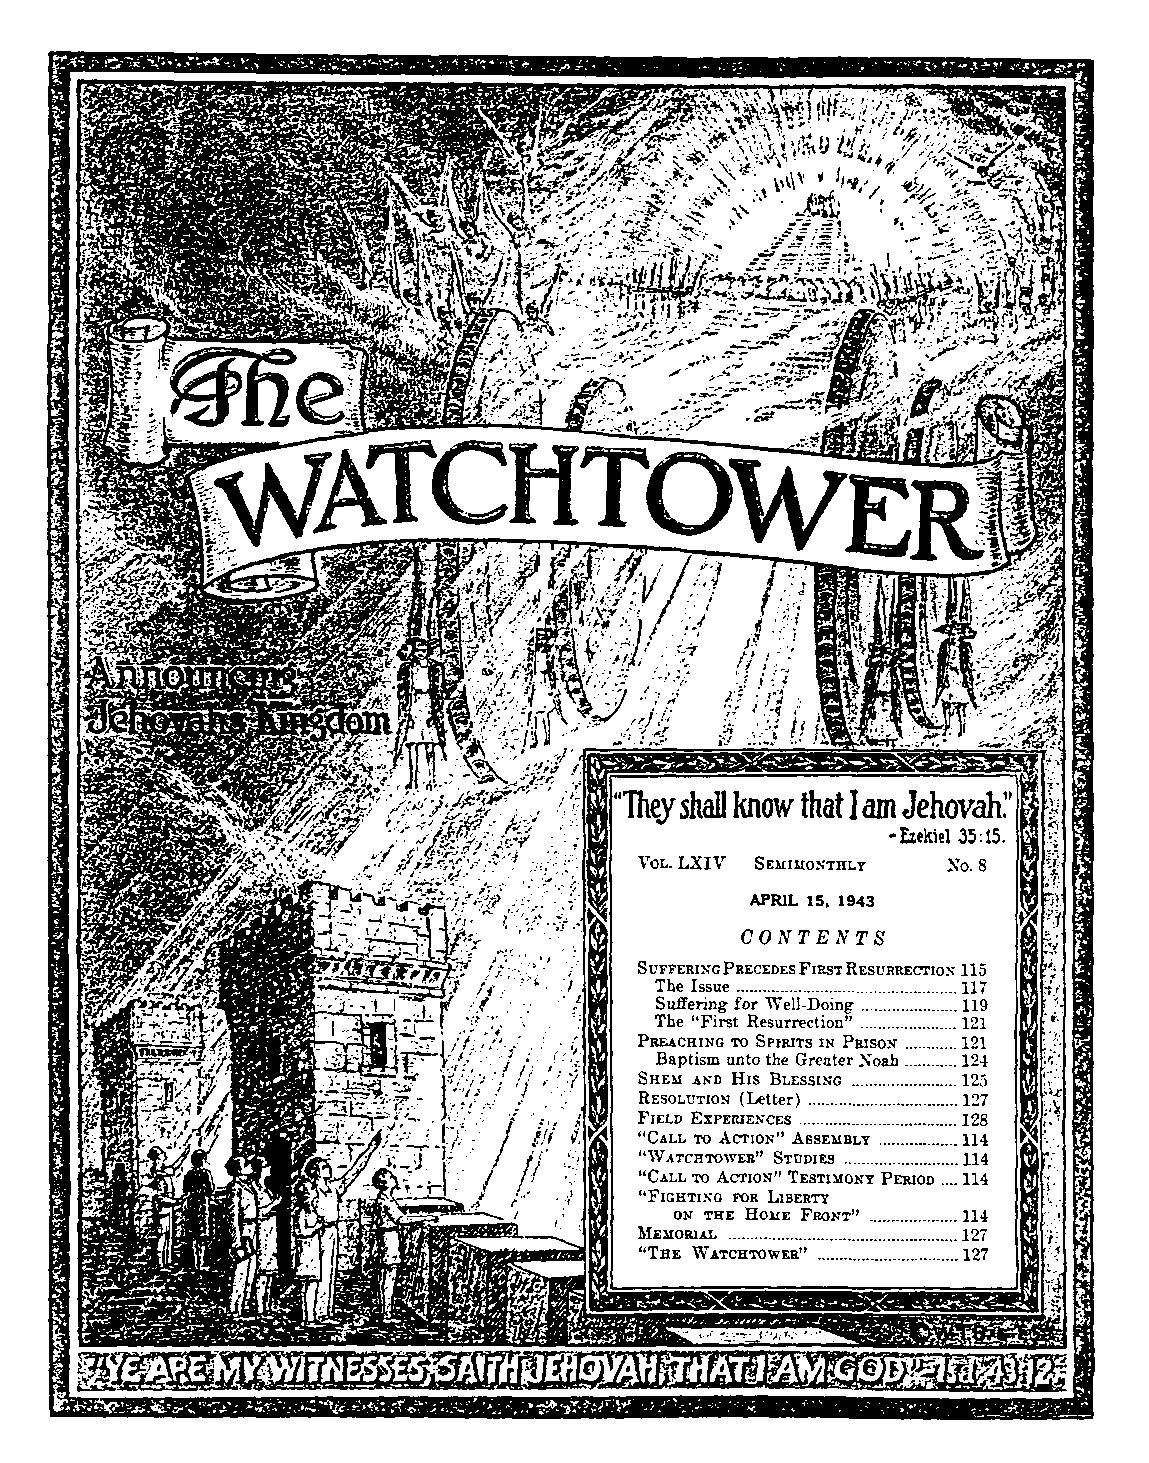 The
WATCHTOWER
Announcing
Jehovah's Kingdom
"They shall know that I am Jehovah."
-Ezekiel 35:15.
VOL. LXIV SEMIMONTHLY No. 8
APRIL 15, 1943
CONTENTS
SUFFERING PRECEDES FIRST RESURRECTION 115
The Issue ........................................ 117
Suffering for Well-Doing .................. 119
The "First Resurrection" .................. 121
PREACHING TO SPIRITS IN PRISON .......... 121
Baptism unto the Greater Noah .......... 124
SHEM AND HIS BLESSING .................... 125
RESOLUTION (Letter) ............................ 127
FIELD EXPERIENCES ............................. 128
"CALL TO ACTION" ASSEMBLY ............... 114
"WATCHTOWER" STUDIES ...................... 114
"CALL TO ACTION" TESTIMONY PERIOD .... 114
"FIGHTING FOR LIBERTY
ON THE HOME FRONT" .................. 114
MEMORIAL ........................................... 127
"THE WATCHTOWER" ........................... 127
"YE ARE MY WITNESSES, SAITH JEHOVAH, THAT I AM GOD"-Isa.43:12.